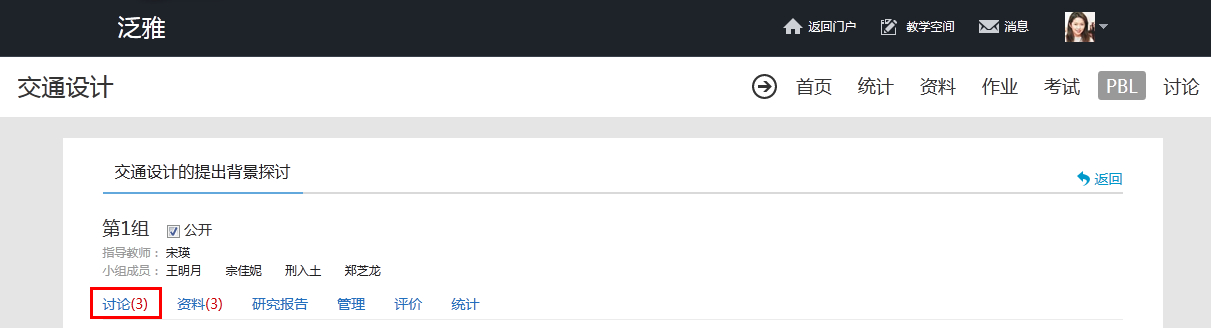 泛雅 返回门户 教学空间 消息
交通设计 首页 统计 资料 作业 考试 PBL 讨论
交通设计的提出背景探讨 返回
第1组 公开
指导教师： 宋瑛
小组成员： 王明月 宗佳妮 刑入土 郑芝龙
讨论(3) 资料(3) 研究报告 管理 评价 统计